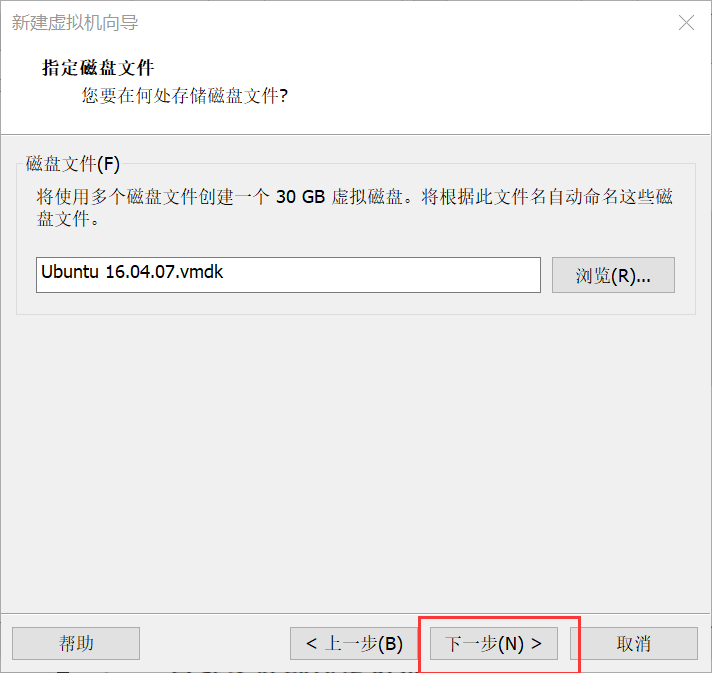 新建虚拟机向导
指定磁盘文件
您要在何处存储磁盘文件?
磁盘文件(F)
将使用多个磁盘文件创建一个 30 GB 虚拟磁盘。将根据此文件名自动命名这些磁
盘文件。
Ubuntu 16.04.07.vmdk
浏览(R)...
帮助
< 上一步(B)
下一步(N) >
取消